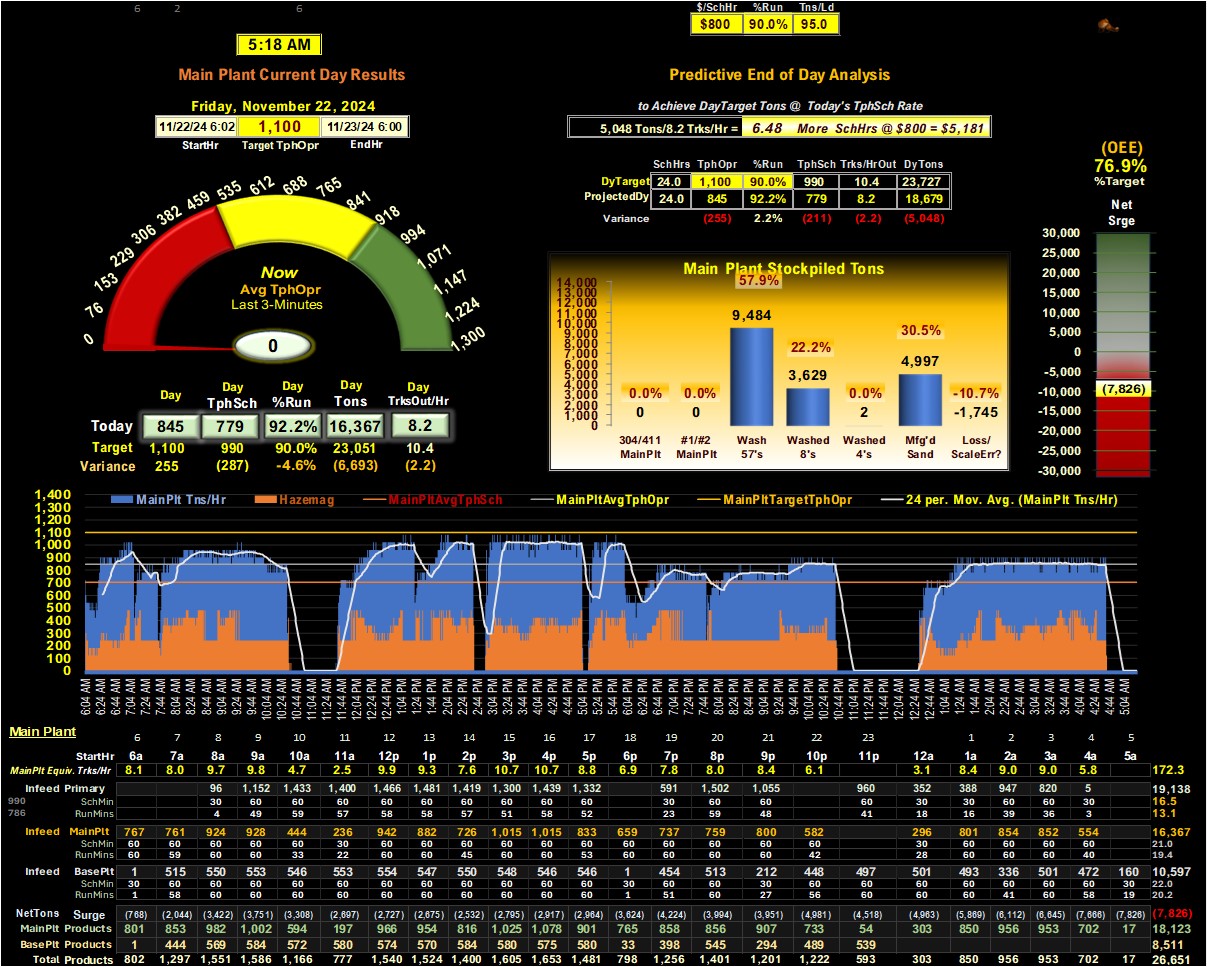 6 2 6
$/SchHr %Run Tns/Ld
$800 90.0% 95.0
5:18 AM
Main Plant Current Day Results
Friday, November 22, 2024
11/22/24 6:02 1,100 11/23/24 6:00
StartHr Target TphOpr EndHr
0 76 153 229 306 382 459 535 612 688 765 841 918 994 1,071 1,147 1,224 1,300
Now
Avg TphOpr
Last 3-Minutes
0
Day Day TphSch Day %Run Day Tons Day TrksOut/Hr
Today 845 779 92.2% 16,367 8.2
Target 1,100 990 90.0% 23,051 10.4
Variance 255 (287) -4.6% (6,693) (2.2)
Predictive End of Day Analysis
to Achieve DayTarget Tons @ Today's TphSch Rate
5,048 Tons/8.2 Trks/Hr = 6.48 More SchHrs @ $800 = $5,181
SchHrs TphOpr %Run TphSch Trks/HrOut DyTons
DyTarget 24.0 1,100 90.0% 990 10.4 23,727
ProjectedDy 24.0 845 92.2% 779 8.2 18,679
Variance (255) 2.2% (211) (2.2) (5,048)
Main Plant Stockpiled Tons
14,000
13,000
12,000
11,000
10,000
9,000
8,000
7,000
6,000
5,000
4,000
3,000
2,000
1,000
0
0.0% 0.0% 57.9% 22.2% 0.0% 30.5% -10.7%
0 0 9,484 3,629 2 4,997 -1,745
304/411 #1/#2 Wash Washed Washed Mfg'd Loss/
MainPlt MainPlt 57's 8's 4's Sand ScaleErr?
(OEE)
76.9%
%Target
Net
Srge
30,000
25,000
20,000
15,000
10,000
5,000
0
-5,000
-10,000
-15,000
-20,000
-25,000
-30,000
(7,826)
MainPlt Tns/Hr Hazemag MainPltAvgTphSch MainPltAvgTphOpr MainPltTargetTphOpr 24 per. Mov. Avg. (MainPlt Tns/Hr)
1,400
1,300
1,200
1,100
1,000
900
800
700
600
500
400
300
200
100
0
6:04 AM 6:24 AM 6:44 AM 7:04 AM 7:24 AM 7:44 AM 8:04 AM 8:24 AM 8:44 AM 9:04 AM 9:24 AM 9:44 AM 10:04 AM 10:24 AM 10:44 AM 11:04 AM 11:24 AM 11:44 AM 12:04 PM 12:24 PM 12:44 PM 1:04 PM 1:24 PM 1:44 PM 2:04 PM 2:24 PM 2:44 PM 3:04 PM 3:24 PM 3:44 PM 4:04 PM 4:24 PM 4:44 PM 5:04 PM 5:24 PM 5:44 PM 6:04 PM 6:24 PM 6:44 PM 7:04 PM 7:24 PM 7:44 PM 8:04 PM 8:24 PM 8:44 PM 9:04 PM 9:24 PM 9:44 PM 10:04 PM 10:24 PM 10:44 PM 11:04 PM 11:24 PM 11:44 PM 12:04 AM 12:24 AM 12:44 AM 1:04 AM 1:24 AM 1:44 AM 2:04 AM 2:24 AM 2:44 AM 3:04 AM 3:24 AM 3:44 AM 4:04 AM 4:24 AM 4:44 AM 5:04 AM
Main Plant
6 7 8 9 10 11 12 13 14 15 16 17 18 19 20 21 22 23 1 2 3 4 5
StartHr 6a 7a 8a 9a 10a 11a 12p 1p 2p 3p 4p 5p 6p 7p 8p 9p 10p 11p 12a 1a 2a 3a 4a 5a
MainPlt Equiv. Trks/Hr 8.1 8.0 9.7 9.8 4.7 2.5 9.9 9.3 7.6 10.7 10.7 8.8 6.9 7.8 8.0 8.4 6.1 3.1 8.4 9.0 9.0 5.8 172.3
Infeed Primary 96 1,152 1,433 1,400 1,466 1,481 1,419 1,300 1,439 1,332 591 1,502 1,055 960 352 388 947 820 5 19,138
990 SchMin 30 60 60 60 60 60 60 60 60 60 30 60 60 60 30 30 60 60 30 16.5
786 RunMins 4 49 59 57 58 58 57 51 58 52 23 59 48 41 18 16 39 36 3 13.1
Infeed MainPlt 767 761 924 928 444 236 942 882 726 1,015 1,015 833 659 737 759 800 582 296 801 854 852 554 16,367
SchMin 60 60 60 60 60 30 60 60 60 60 60 60 60 60 60 60 60 30 60 60 60 60 21.0
RunMins 60 59 60 60 33 22 60 60 45 60 60 53 60 60 60 60 42 28 60 60 60 40 19.4
Infeed BasePlt 1 515 550 553 546 553 554 547 550 548 546 546 1 454 513 212 448 497 501 493 336 501 472 160 10,597
SchMin 30 60 60 60 60 60 60 60 60 60 60 60 30 60 60 30 60 60 60 60 60 60 60 30 22.0
RunMins 1 58 60 60 60 60 60 60 60 60 60 60 1 51 60 27 56 60 60 60 41 60 58 19 20.2
NetTons Surge (768) (2,044) (3,422) (3,751) (3,308) (2,697) (2,727) (2,675) (2,532) (2,795) (2,917) (2,964) (3,624) (4,224) (3,994) (3,951) (4,981) (4,518) (4,963) (5,869) (6,112) (6,645) (7,666) (7,826) (7,826)
MainPlt Products 801 853 982 1,002 594 197 966 954 816 1,025 1,078 901 765 858 856 907 733 54 303 850 956 953 702 17 18,123
BasePlt Products 1 444 569 584 572 580 574 570 584 580 575 580 33 398 545 294 489 539 8,511
Total Products 802 1,297 1,551 1,586 1,166 777 1,540 1,524 1,400 1,605 1,653 1,481 798 1,256 1,401 1,201 1,222 593 303 850 956 953 702 17 26,651